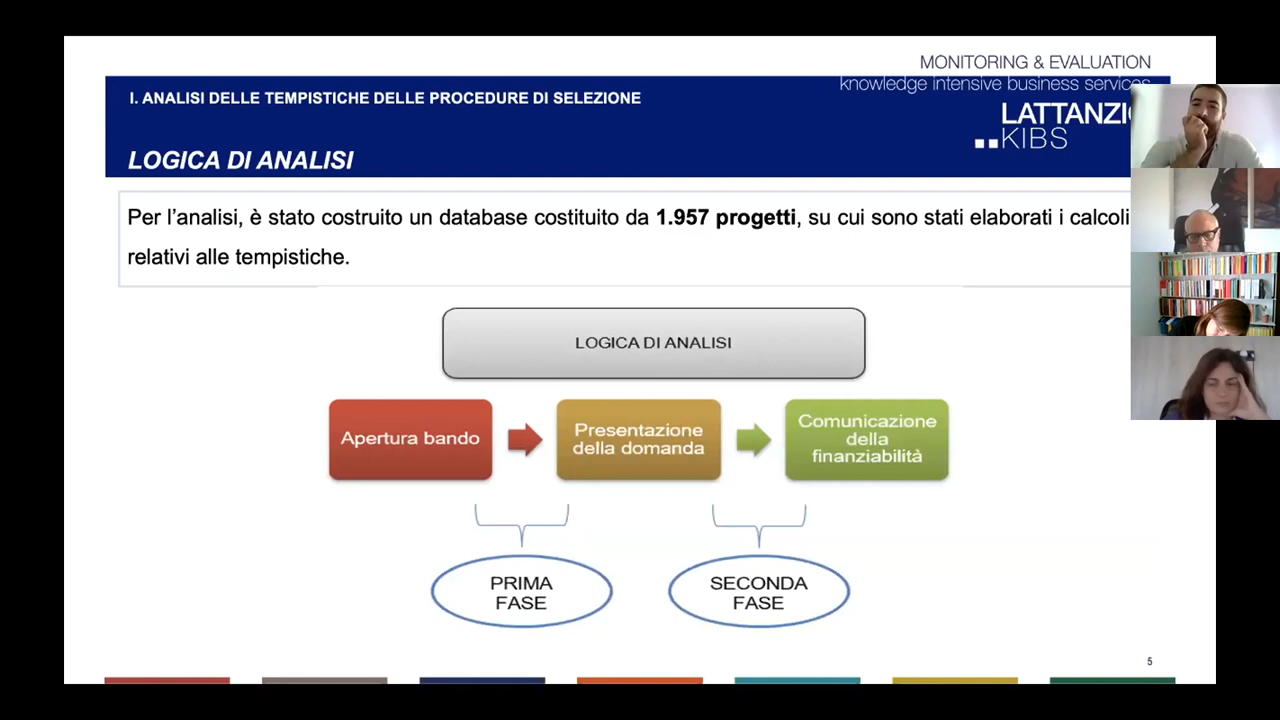 MONITORING & EVALUATION
knowledge intensive business services
I. ANALISI DELLE TEMPISTICHE DELLE PROCEDURE DI SELEZIONE
LATTANZIO
KIBS
LOGICA DI ANALISI
Per l'analisi, è stato costruito un database costituito da 1.957 progetti, su cui sono stati elaborati i calcoli
relativi alle tempistiche.
LOGICA DI ANALISI
Apertura bando
Presentazione
della domanda
Comunicazione
della
finanziabilità
PRIMA
FASE
SECONDA
FASE
5